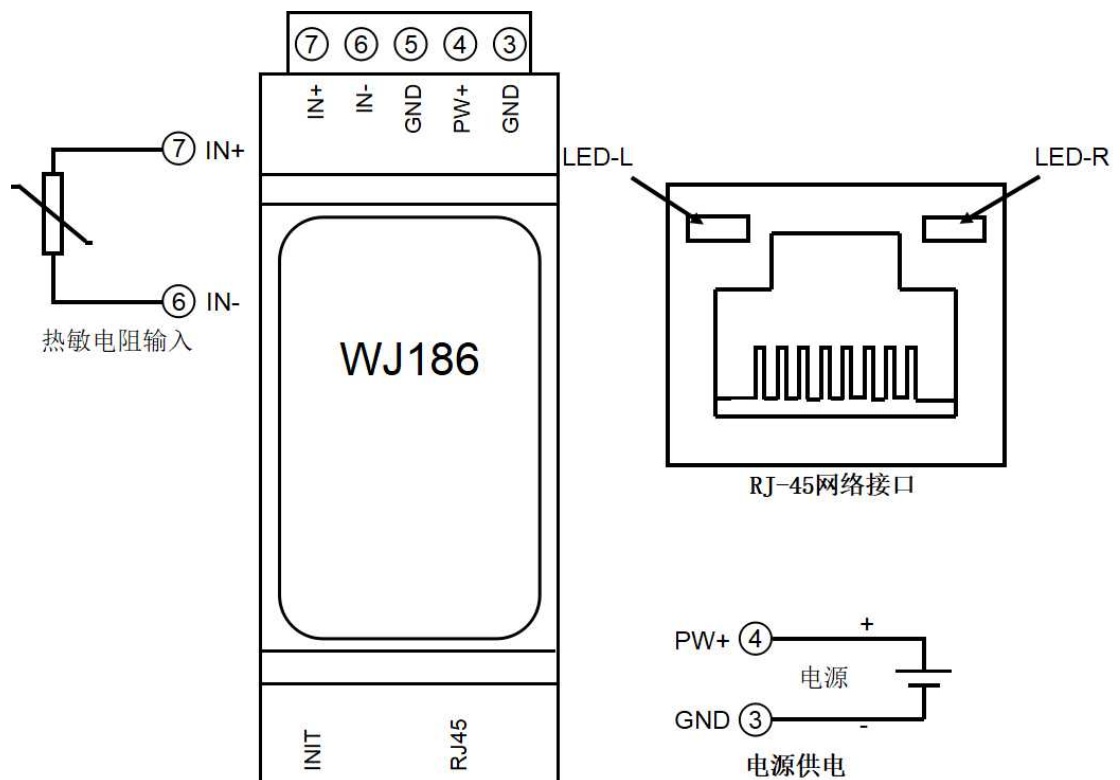 ⑦ ⑥ ⑤ ④ ③
IN+ IN- GND PW+ GND
⑦ IN+
⑥ IN-
热敏电阻输入
WJ186
INIT RJ45
LED-L LED-R
RJ-45网络接口
PW+ ④ +
电源
GND ③ -
电源供电